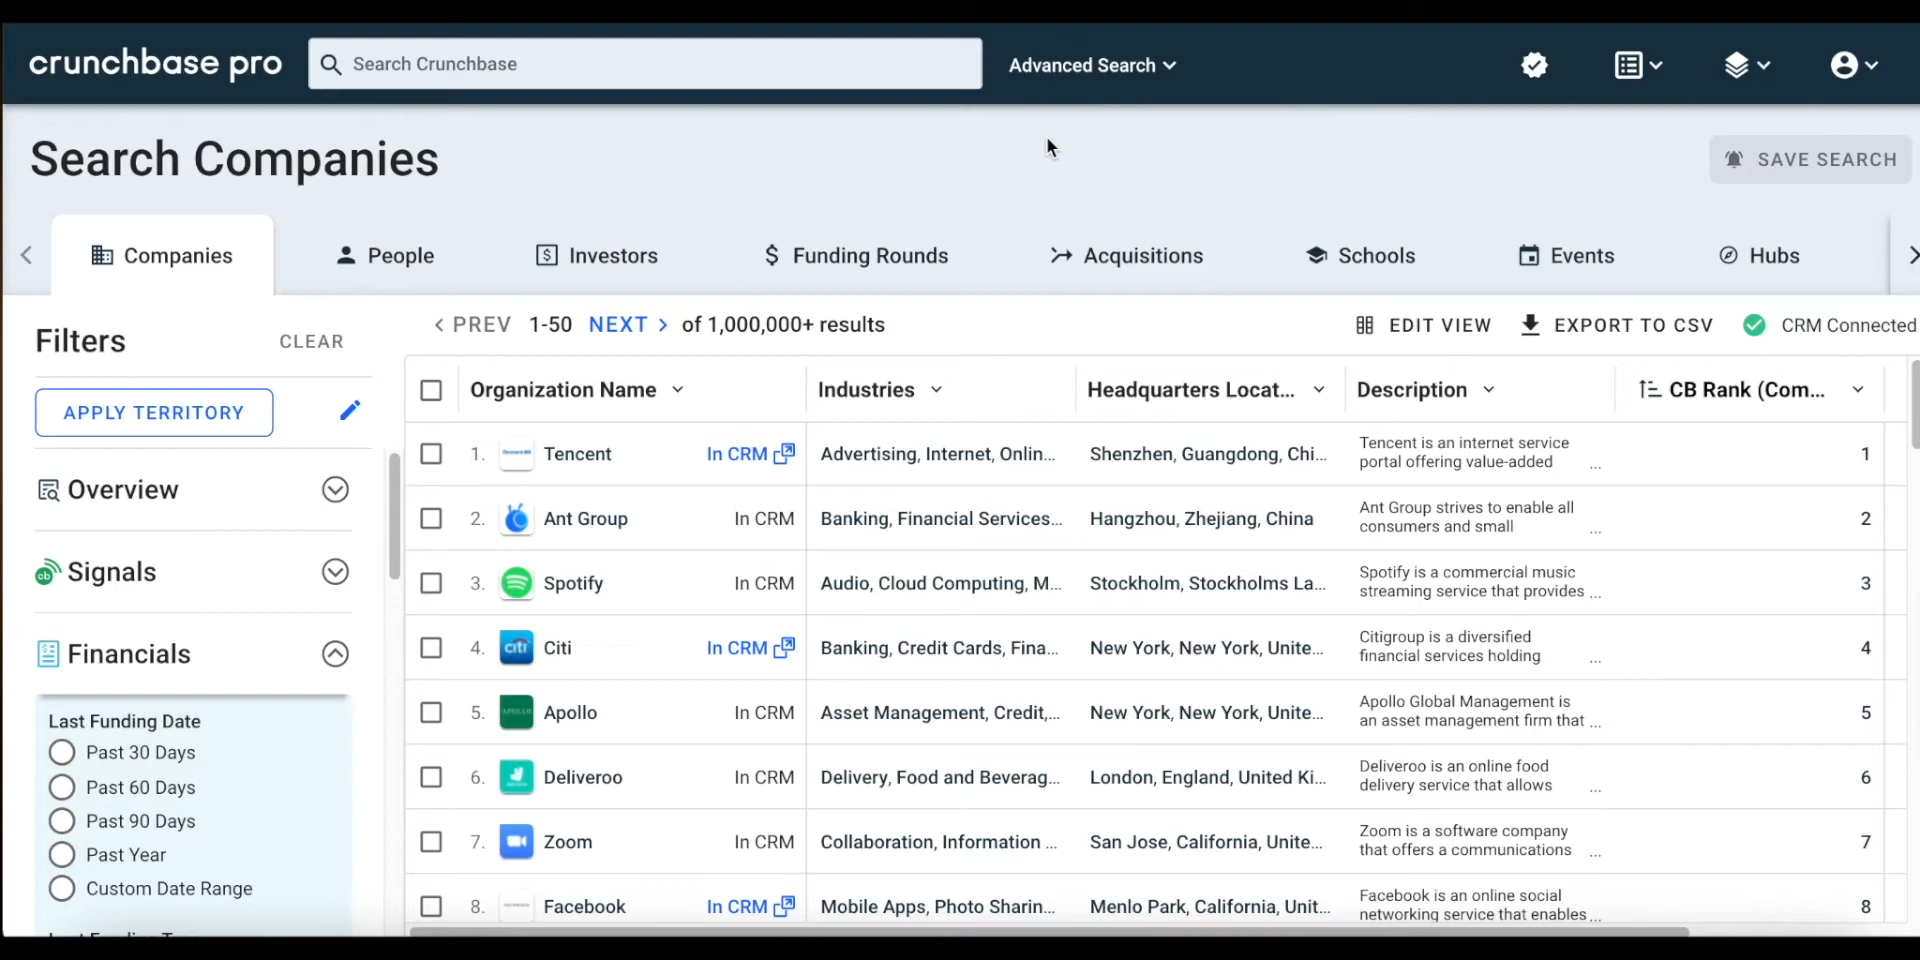 crunchbase pro
Search Crunchbase
Advanced Search
Search Companies
SAVE SEARCH
Companies
People
Investors
Funding Rounds
Acquisitions
Schools
Events
Hubs
Filters
CLEAR
PREV 1-50 NEXT of 1,000,000+ results
EDIT VIEW
EXPORT TO CSV
CRM Connected
APPLY TERRITORY
Overview
cb Signals
Financials
Last Funding Date
Past 30 Days
Past 60 Days
Past 90 Days
Past Year
Custom Date Range
Organization Name Industries Headquarters Locat... Description CB Rank (Com...
1. Tencent In CRM Advertising, Internet, Onlin... Shenzhen, Guangdong, Chi... Tencent is an internet service
portal offering value-added ... 1
2. Ant Group In CRM Banking, Financial Services... Hangzhou, Zhejiang, China Ant Group strives to enable all
consumers and small ... 2
3. Spotify In CRM Audio, Cloud Computing, M... Stockholm, Stockholms La... Spotify is a commercial music
streaming service that provides ... 3
4. citi Citi In CRM Banking, Credit Cards, Fina... New York, New York, Unite... Citigroup is a diversified
financial services holding ... 4
5. APOLLO Apollo In CRM Asset Management, Credit,... New York, New York, Unite... Apollo Global Management is
an asset management firm that ... 5
6. Deliveroo In CRM Delivery, Food and Beverag... London, England, United Ki... Deliveroo is an online food
delivery service that allows ... 6
7. Zoom In CRM Collaboration, Information ... San Jose, California, Unite... Zoom is a software company
that offers a communications ... 7
8. Facebook In CRM Mobile Apps, Photo Sharin... Menlo Park, California, Unit... Facebook is an online social
networking service that enables ... 8